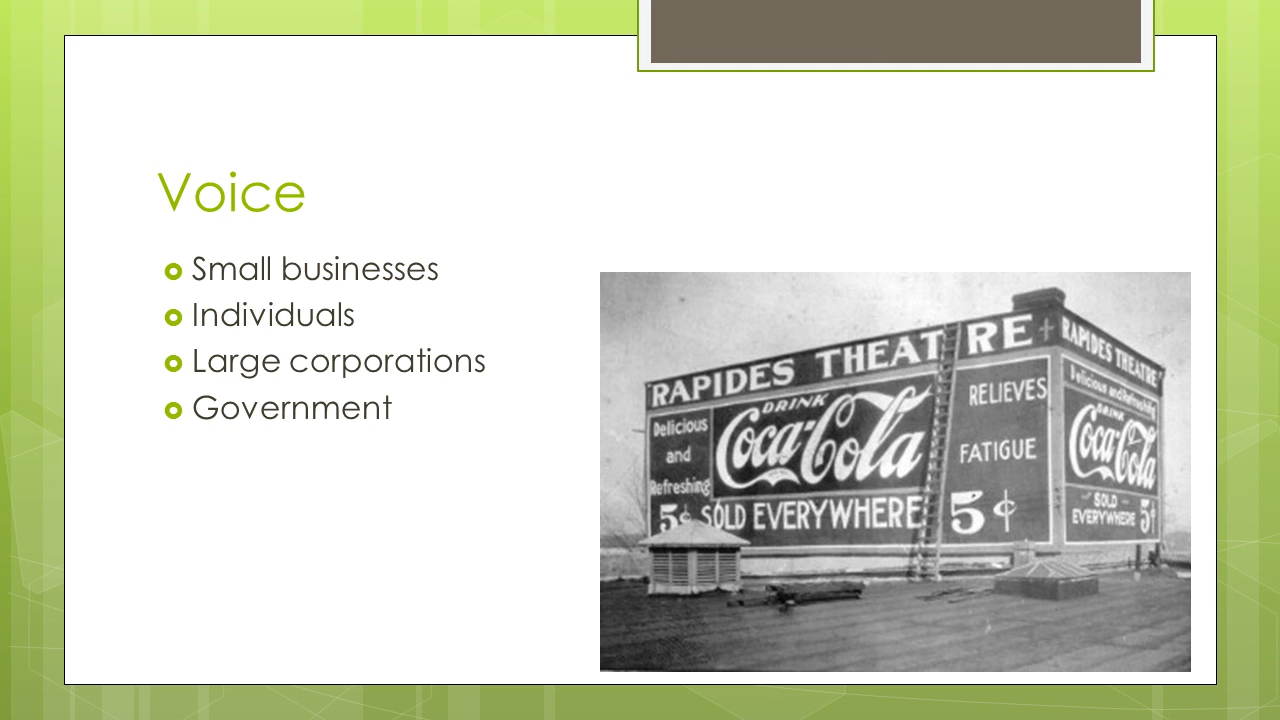 Voice
Small businesses
Individuals
Large corporations
Government
RAPIDES THEATRE
DRINK
Coca-Cola
Delicious
and
Refreshing
RELIEVES
FATIGUE
5¢ SOLD EVERYWHERE 5¢
RAPIDES THEATRE
Delicious and Refreshing
DRINK
Coca-Cola
SOLD
EVERYWHERE 5¢